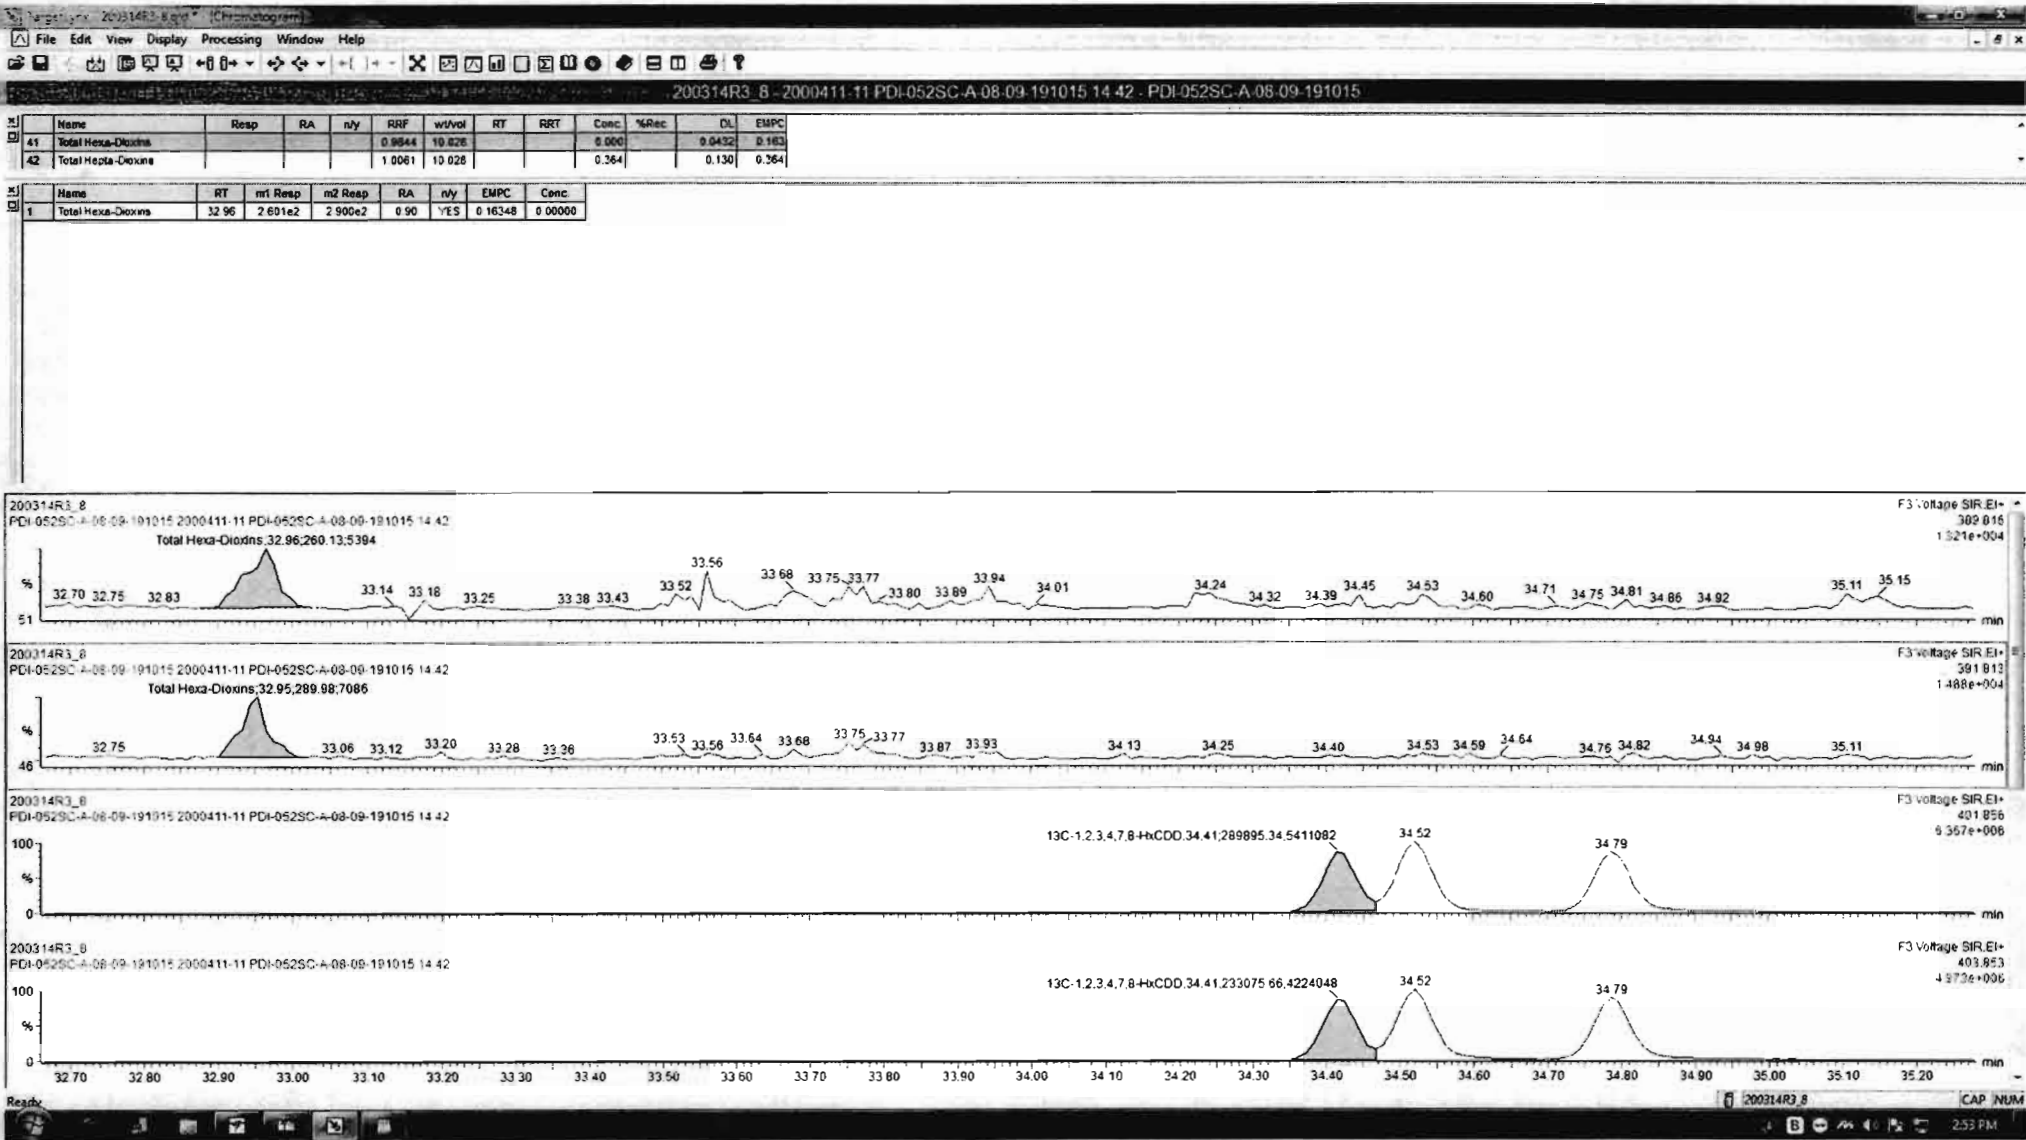 200314R3-8.qld * [Chromatogram]
File Edit View Display Processing Window Help
200314R3_8 - 2000411-11 PDI-052SC-A-08-09-191015 14.42 - PDI-052SC-A-08-09-191015
Name Resp RA n/y RRF wt/vol RT RRT Conc. %Rec DL EMPC
41 Total Hexa-Dioxins 0.9844 10.028 0.000 0.0432 0.163
42 Total Hepta-Dioxins 1.0061 10.028 0.364 0.130 0.364
Name RT m1 Resp m2 Resp RA n/y EMPC Conc.
1 Total Hexa-Dioxins 32.96 2.601e2 2.900e2 0.90 YES 0.16348 0.00000
200314R3_8
F3:Voltage SIR,EI+
PDI-052SC-A-08-09-191015 2000411-11 PDI-052SC-A-08-09-191015 14.42
389.816
1.321e+004
Total Hexa-Dioxins;32.96;260.13;5394
32.70 32.75 32.83 33.14 33.18 33.25 33.38 33.43 33.52 33.56 33.68 33.75 33.77 33.80 33.89 33.94 34.01 34.24 34.32 34.39 34.45 34.53 34.60 34.71 34.75 34.81 34.86 34.92 35.11 35.15
%
51
min
200314R3_8
F3:Voltage SIR,EI+
PDI-052SC-A-08-09-191015 2000411-11 PDI-052SC-A-08-09-191015 14.42
391.813
1.488e+004
Total Hexa-Dioxins;32.95;289.98;7086
32.75 33.06 33.12 33.20 33.28 33.36 33.53 33.56 33.64 33.68 33.75 33.77 33.87 33.93 34.13 34.25 34.40 34.53 34.59 34.64 34.76 34.82 34.94 34.98 35.11
%
46
min
200314R3_8
F3:Voltage SIR,EI+
PDI-052SC-A-08-09-191015 2000411-11 PDI-052SC-A-08-09-191015 14.42
401.856
6.367e+006
13C-1,2,3,4,7,8-HxCDD;34.41;289895.34;5411082
34.52
34.79
100
%
0
min
200314R3_8
F3:Voltage SIR,EI+
PDI-052SC-A-08-09-191015 2000411-11 PDI-052SC-A-08-09-191015 14.42
403.853
4.973e+006
13C-1,2,3,4,7,8-HxCDD;34.41;233075.66;4224048
34.52
34.79
100
%
0
min
32.70 32.80 32.90 33.00 33.10 33.20 33.30 33.40 33.50 33.60 33.70 33.80 33.90 34.00 34.10 34.20 34.30 34.40 34.50 34.60 34.70 34.80 34.90 35.00 35.10 35.20
Ready
200314R3_8
CAP NUM
2:53 PM